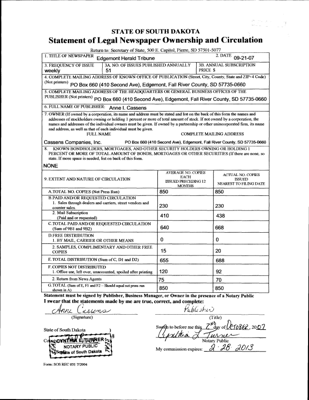 STATE OF SOUTH DAKOTA
Statement of Legal Newspaper Ownership and Circulation
Return to: Secretary of State, 500 E. Capitol, Pierre, SD 57501-5077
1. TITLE OF NEWSPAPER Edgemont Herald Tribune 2. DATE 09-21-07
3. FREQUENCY OF ISSUE weekly 3A. NO. OF ISSUES PUBLISHED ANNUALLY 51 3B. ANNUAL SUBSCRIPTION PRICE $
4. COMPLETE MAILING ADDRESS OF KNOWN OFFICE OF PUBLICATION (Street, City, County, State and ZIP+4 Code)
(Not printers) PO Box 660 (410 Second Ave), Edgemont, Fall River County, SD 57735-0660
5. COMPLETE MAILING ADDRESS OF THE HEADQUARTERS OR GENERAL BUSINESS OFFICES OF THE
PUBLISHER (Not printers) PO Box 660 (410 Second Ave), Edgemont, Fall River County, SD 57735-0660
6. FULL NAME OF PUBLISHER: Anne I. Cassens
7. OWNER (If owned by a corporation, its name and address must be stated and list on the back of this form the names and
addresses of stockholders owning or holding 1 percent or more of total amount of stock. If not owned by a corporation, the
names and addresses of the individual owners must be given. If owned by a partnership or other unincorporated firm, its name
and address, as well as that of each individual must be given.
FULL NAME COMPLETE MAILING ADDRESS
Cassens Companies, Inc. PO Box 660 (410 Second Ave), Edgemont, Fall River County, SD 57735-0660
8. KNOWN BONDHOLDERS, MORTGAGEES, AND OTHER SECURITY HOLDERS OWNING OR HOLDING 1
PERCENT OR MORE OF TOTAL AMOUNT OF BONDS, MORTGAGES OR OTHER SECURITIES (If there are none, so
state. If more space is needed, list on back of this form.
NONE
9. EXTENT AND NATURE OF CIRCULATION AVERAGE NO. COPIES EACH ISSUED PRECEDING 12 MONTHS ACTUAL NO. COPIES ISSUED NEAREST TO FILING DATE
A. TOTAL NO. COPIES (Net Press Run) 850 850
B. PAID AND/OR REQUESTED CIRCULATION
1. Sales through dealers and carriers, street vendors and counter sales. 230 230
2. Mail Subscription (Paid and or requested) 410 438
C. TOTAL PAID AND/OR REQUESTED CIRCULATION (Sum of 9B1 and 9B2) 640 668
D. FREE DISTRIBUTION
1. BY MAIL, CARRIER OR OTHER MEANS 0 0
2. SAMPLES, COMPLIMENTARY AND OTHER FREE COPIES 15 20
E. TOTAL DISTRIBUTION (Sum of C, D1 and D2) 655 688
F. COPIES NOT DISTRIBUTED
1. Office use, left over, unaccounted, spoiled after printing 120 92
2. Return from News Agents 75 70
G. TOTAL (Sum of E, F1 and F2 - Should equal net press run shown in A) 850 850
Statement must be signed by Publisher, Business Manager, or Owner in the presence of a Notary Public
I swear that the statements made by me are true, correct, and complete:
Anne Cassens Publisher
(Signature) (Title)
State of South Dakota ) Sworn to before me this day of October, 2007
CYNTHIA L. TURNER Cynthia L Turner
NOTARY PUBLIC Notary Public
State of South Dakota My commission expires: 2 28 2013